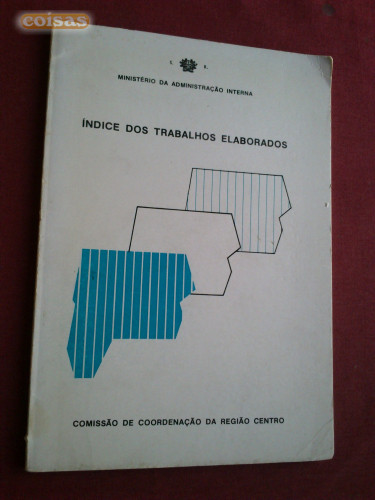 coisas
S. R.
MINISTÉRIO DA ADMINISTRAÇÃO INTERNA
ÍNDICE DOS TRABALHOS ELABORADOS
COMISSÃO DE COORDENAÇÃO DA REGIÃO CENTRO